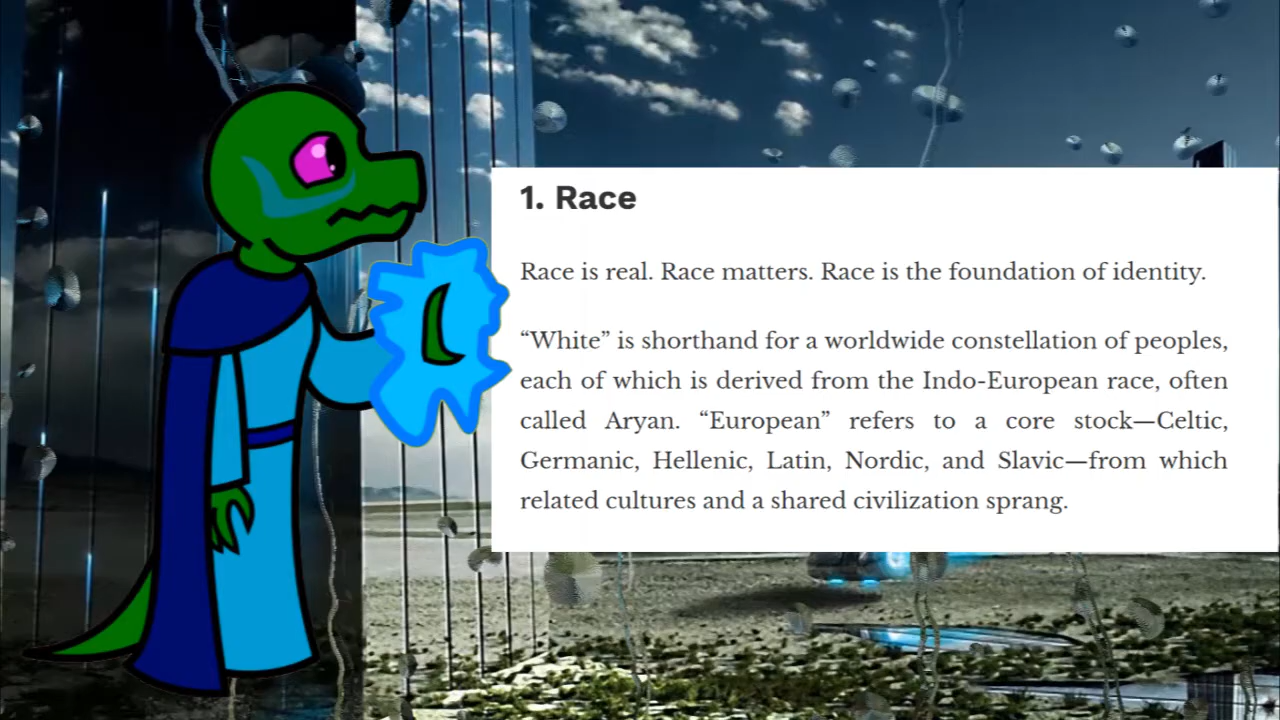 1. Race
Race is real. Race matters. Race is the foundation of identity.
“White” is shorthand for a worldwide constellation of peoples,
each of which is derived from the Indo-European race, often
called Aryan. “European” refers to a core stock—Celtic,
Germanic, Hellenic, Latin, Nordic, and Slavic—from which
related cultures and a shared civilization sprang.